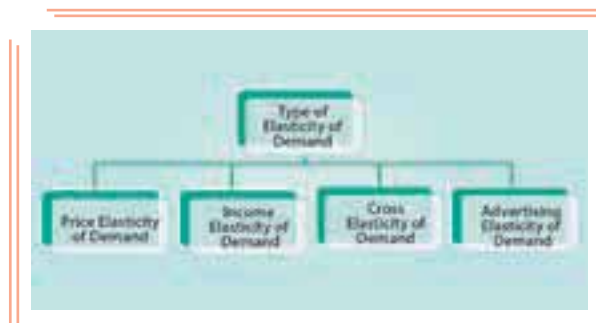 Type of
Elasticity of
Demand
Price Elasticity
of Demand
Income
Elasticity of
Demand
Cross
Elasticity of
Demand
Advertising
Elasticity of
Demand